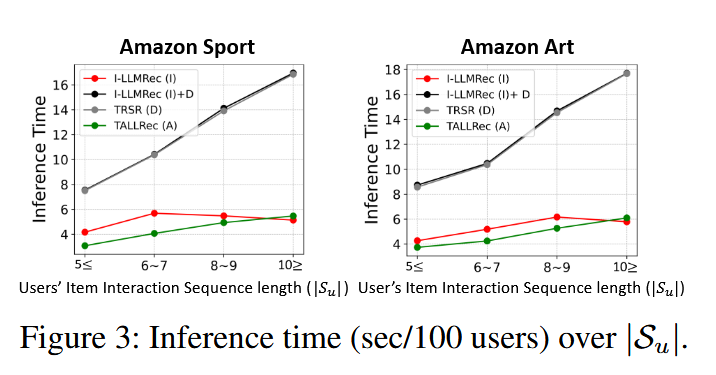 Amazon Sport
Inference Time
16
14
12
10
8
6
4
I-LLMRec (I)
I-LLMRec (I)+D
TRSR (D)
TALLRec (A)
5≤
6~7
8~9
10≥
Users' Item Interaction Sequence length (|𝒮ᵤ|)
Amazon Art
Inference Time
18
16
14
12
10
8
6
4
I-LLMRec (I)
I-LLMRec (I)+ D
TRSR (D)
TALLRec (A)
5≤
6~7
8~9
10≥
User's Item Interaction Sequence length (|𝒮ᵤ|)
Figure 3: Inference time (sec/100 users) over |𝒮ᵤ|.